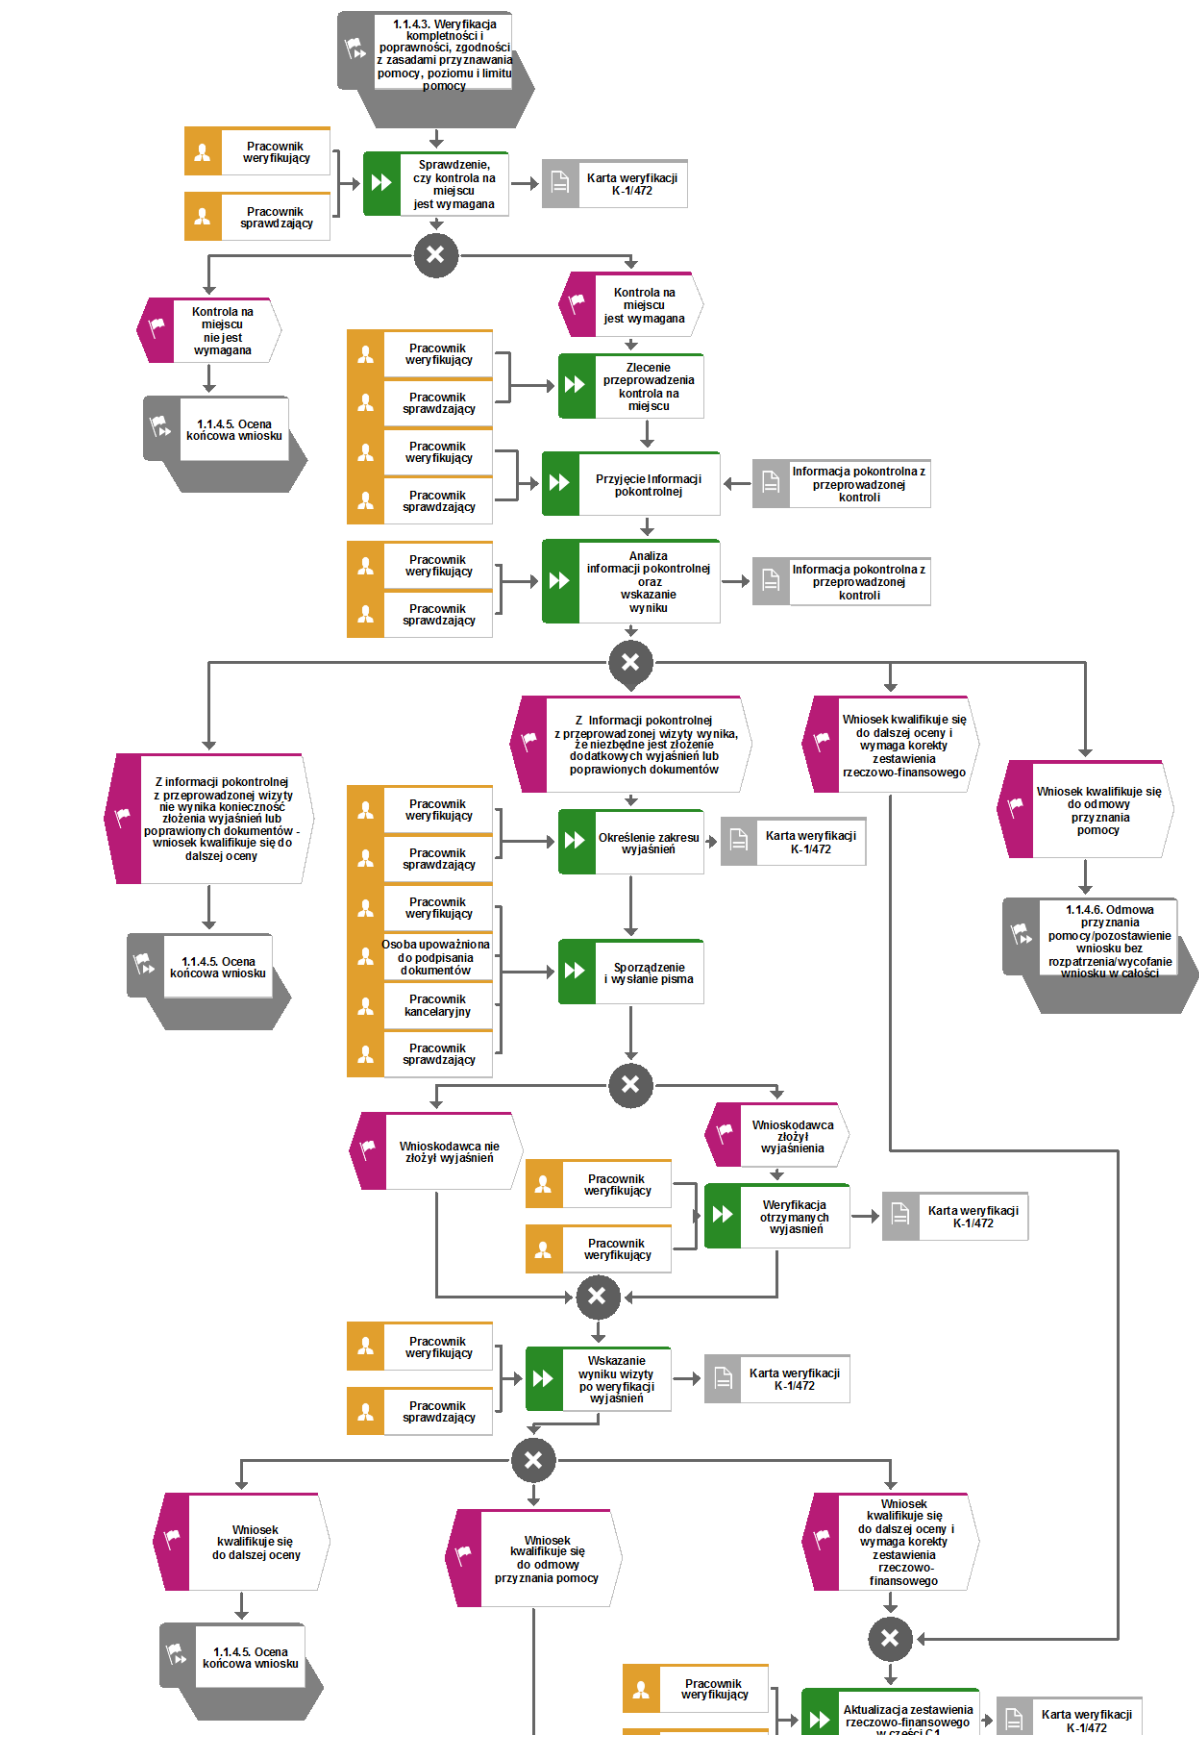 1.1.4.3. Weryfikacja
kompletności i
poprawności, zgodności
z zasadami przyznawania
pomocy, poziomu i limitu
pomocy
Pracownik
weryfikujący
Pracownik
sprawdzający
Sprawdzenie,
czy kontrola na
miejscu
jest wymagana
Karta weryfikacji
K-1/472
Kontrola na
miejscu
nie jest
wymagana
Kontrola na
miejscu
jest wymagana
1.1.4.5. Ocena
końcowa wniosku
Pracownik
weryfikujący
Pracownik
sprawdzający
Zlecenie
przeprowadzenia
kontrola na
miejscu
Pracownik
weryfikujący
Pracownik
sprawdzający
Przyjęcie Informacji
pokontrolnej
Informacja pokontrolna z
przeprowadzonej
kontroli
Pracownik
weryfikujący
Pracownik
sprawdzający
Analiza
informacji pokontrolnej
oraz
wskazanie
wyniku
Informacja pokontrolna z
przeprowadzonej
kontroli
Z informacji pokontrolnej
z przeprowadzonej wizyty
nie wynika konieczność
złożenia wyjaśnień lub
poprawionych dokumentów -
wniosek kwalifikuje się do
dalszej oceny
Z  Informacji pokontrolnej
z przeprowadzonej wizyty wynika,
że niezbędne jest złożenie
dodatkowych wyjaśnień lub
poprawionych dokumentów
Wniosek kwalifikuje się
do dalszej oceny i
wymaga korekty
zestawienia
rzeczowo-finansowego
Wniosek kwalifikuje się
do odmowy
przyznania
pomocy
1.1.4.5. Ocena
końcowa wniosku
Pracownik
weryfikujący
Pracownik
sprawdzający
Określenie zakresu
wyjaśnień
Karta weryfikacji
K-1/472
1.1.4.6. Odmowa
przyznania
pomocy/pozostawienie
wniosku bez
rozpatrzenia/wycofanie
wniosku w całości
Pracownik
weryfikujący
Osoba upoważniona
do podpisania
dokumentów
Pracownik
kancelaryjny
Pracownik
sprawdzający
Sporządzenie
i wysłanie pisma
Wnioskodawca nie
złożył wyjaśnień
Wnioskodawca
złożył
wyjaśnienia
Pracownik
weryfikujący
Pracownik
weryfikujący
Weryfikacja
otrzymanych
wyjasnień
Karta weryfikacji
K-1/472
Pracownik
weryfikujący
Pracownik
sprawdzający
Wskazanie
wyniku wizyty
po weryfikacji
wyjaśnień
Karta weryfikacji
K-1/472
Wniosek
kwalifikuje się
do dalszej oceny
Wniosek
kwalifikuje się
do odmowy
przyznania pomocy
Wniosek
kwalifikuje się
do dalszej oceny i
wymaga korekty
zestawienia
rzeczowo-
finansowego
1.1.4.5. Ocena
końcowa wniosku
Pracownik
weryfikujący
Aktualizacja zestawienia
rzeczowo-finansowego
w części C1
Karta weryfikacji
K-1/472